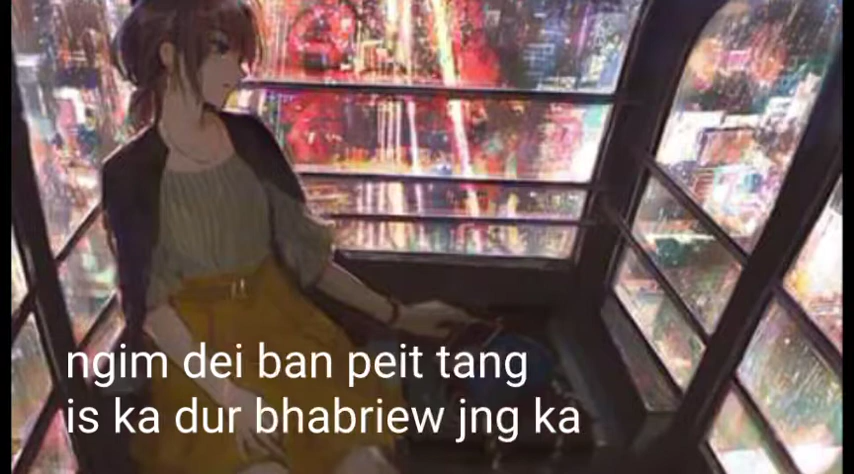 ngim dei ban peit tang
is ka dur bhabriew jng ka